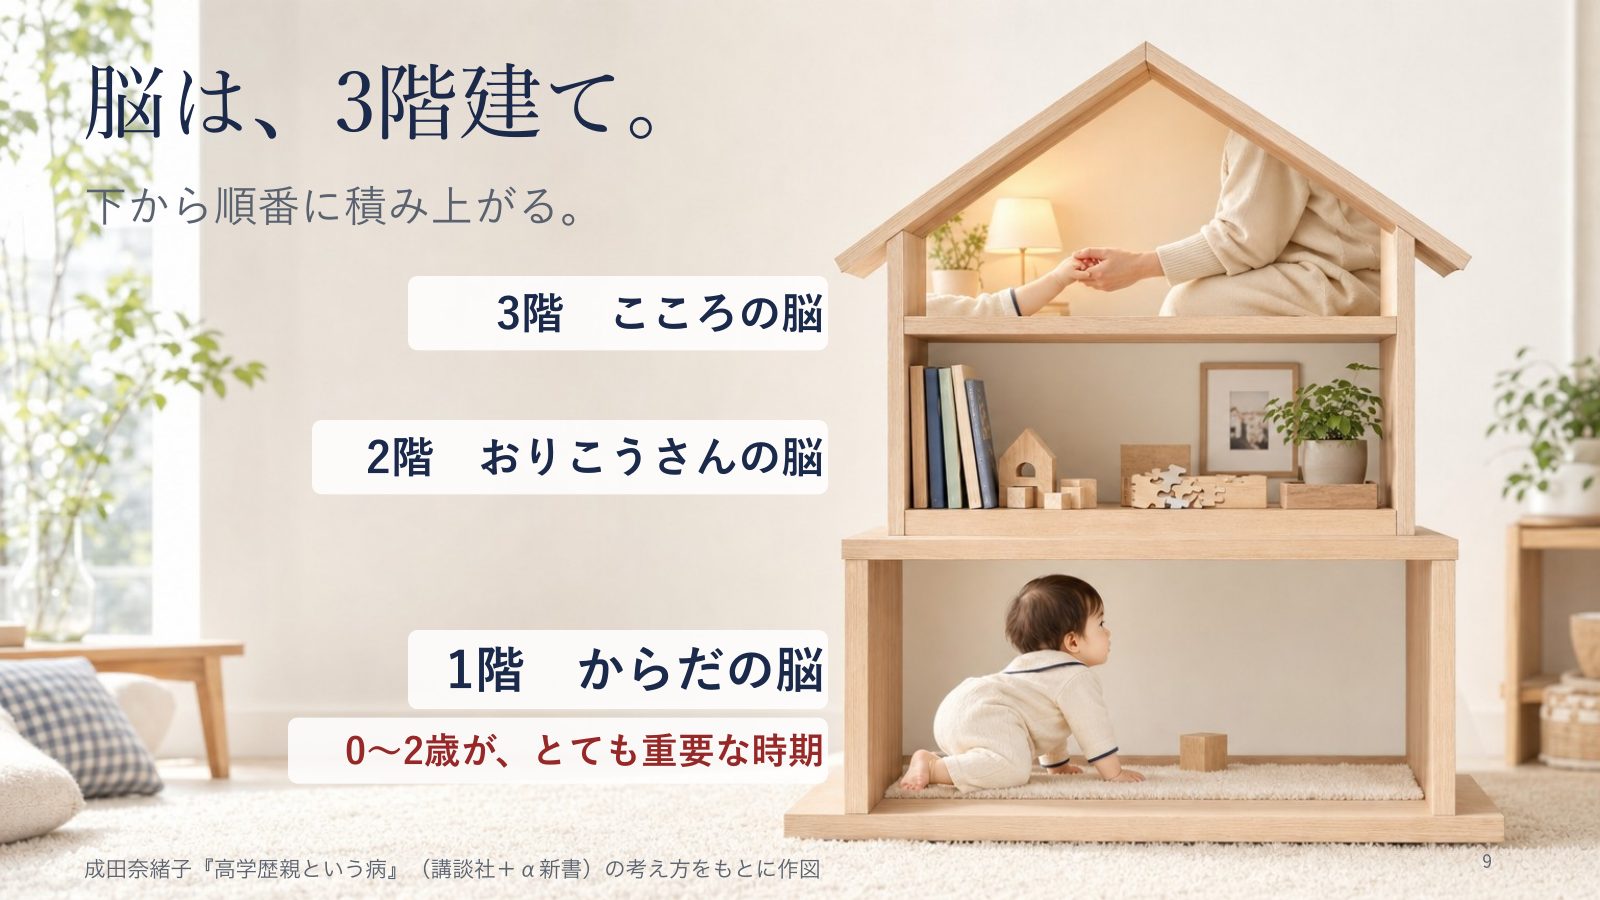 脳は、3階建て。
下から順番に積み上がる。
3階　こころの脳
2階　おりこうさんの脳
1階　からだの脳
0〜2歳が、とても重要な時期
成田奈緒子『高学歴親という病』（講談社＋α新書）の考え方をもとに作図
9